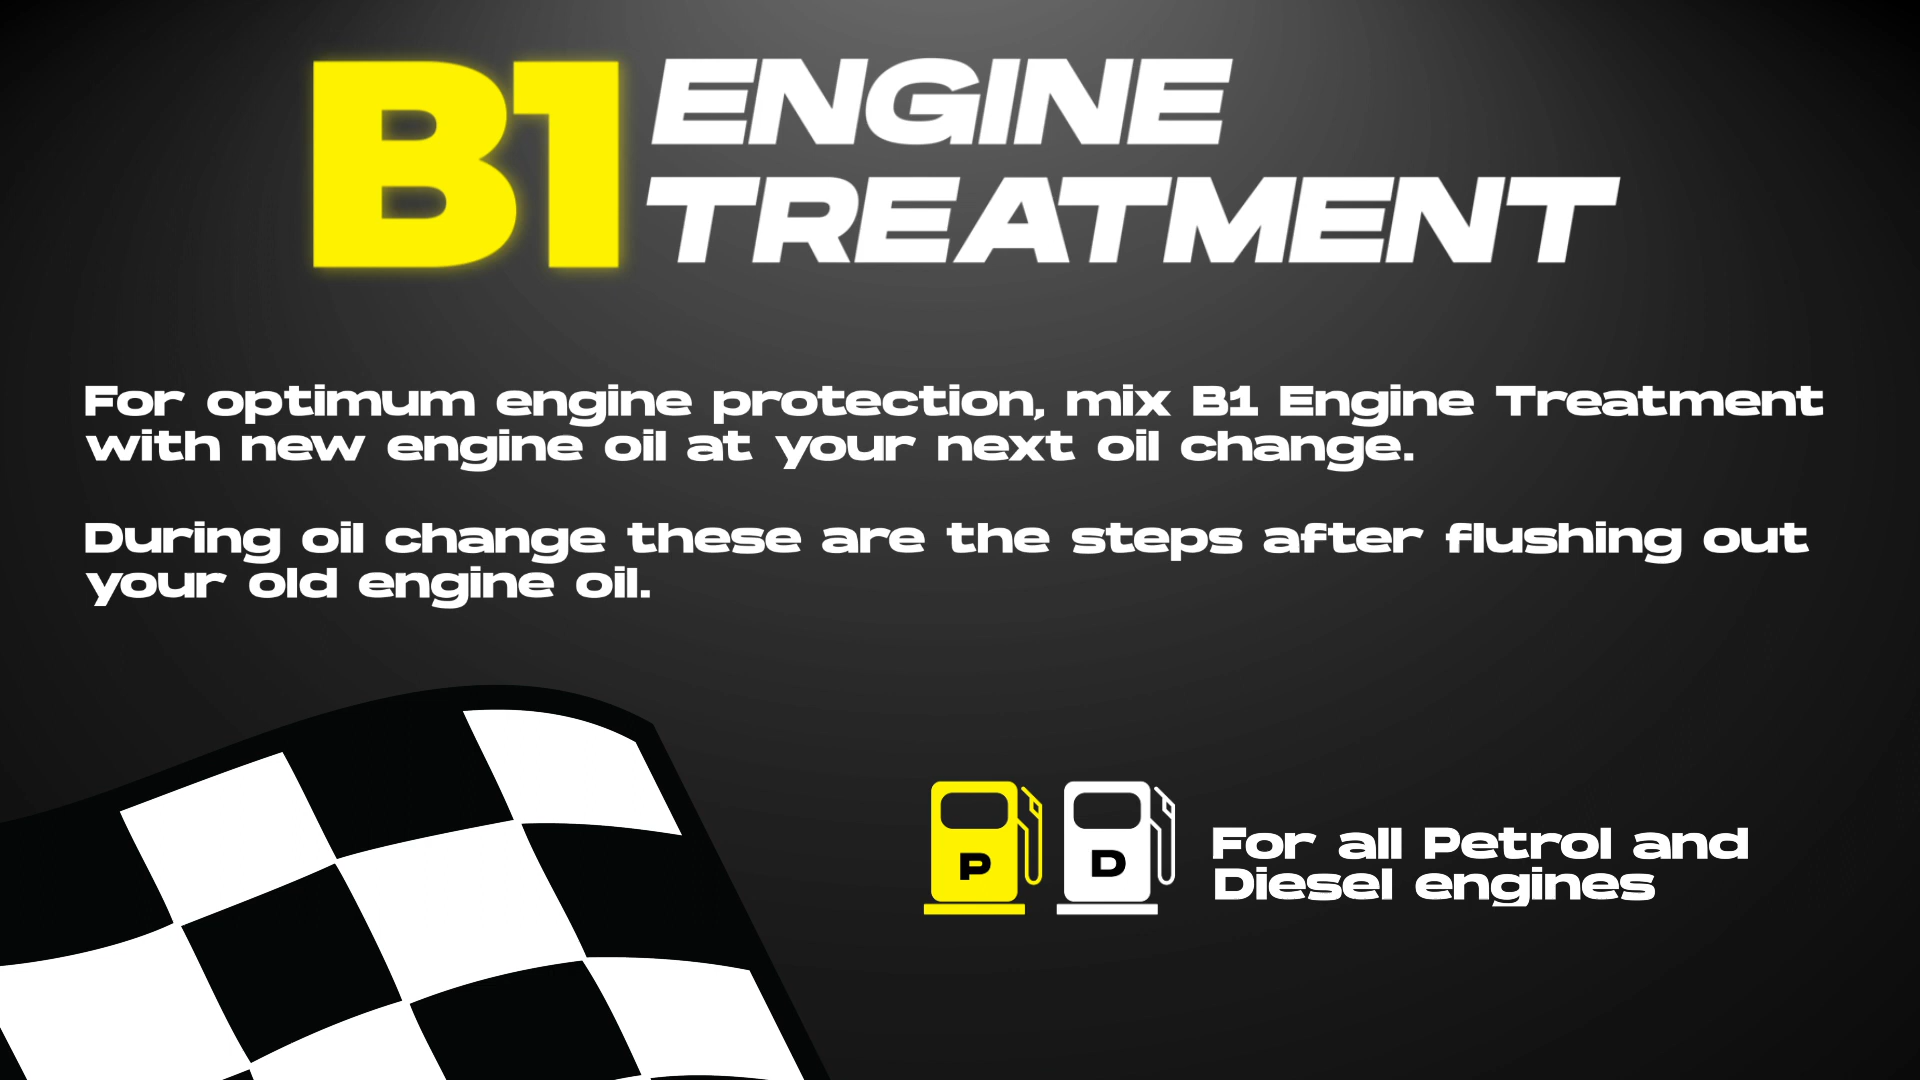 B1 ENGINE
TREATMENT
For optimum engine protection, mix B1 Engine Treatment
with new engine oil at your next oil change.
During oil change these are the steps after flushing out
your old engine oil.
P D
For all Petrol and
Diesel engines